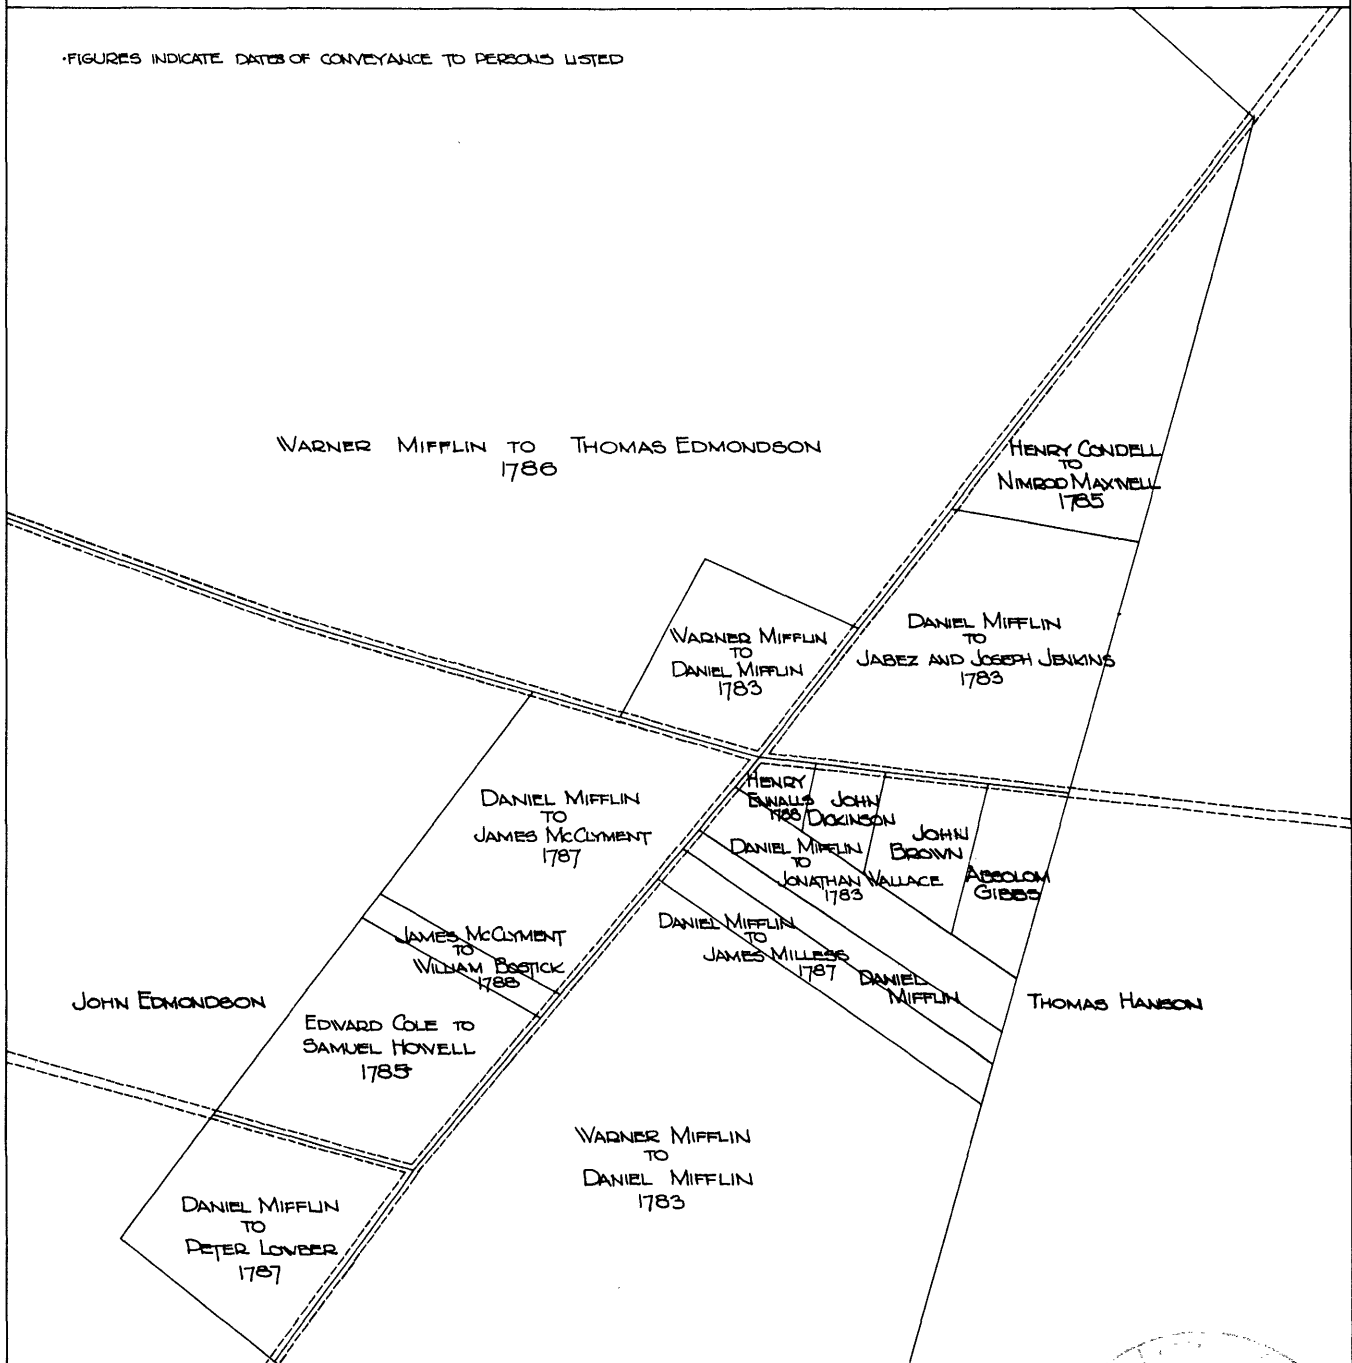 ·FIGURES INDICATE DATES OF CONVEYANCE TO PERSONS LISTED
WARNER MIFFLIN TO THOMAS EDMONDSON
1786
HENRY CONDELL
TO
NIMROD MAXWELL
1785
WARNER MIFFLIN
TO
DANIEL MIFFLIN
1783
DANIEL MIFFLIN
TO
JABEZ AND JOSEPH JENKINS
1783
DANIEL MIFFLIN
TO
JAMES MCCLYMENT
1787
HENRY
ENNALLS
1788
JOHN
DICKINSON
JOHN
BROWN
ABSOLOM
GIBBS
DANIEL MIFFLIN
TO
JONATHAN WALLACE
1783
DANIEL MIFFLIN
TO
JAMES MILLESS
1787
DANIEL
MIFFLIN
THOMAS HANSON
JAMES MCCLYMENT
TO
WILLIAM BOSTICK
1788
JOHN EDMONDSON
EDWARD COLE TO
SAMUEL HOWELL
1785
WARNER MIFFLIN
TO
DANIEL MIFFLIN
1783
DANIEL MIFFLIN
TO
PETER LOWBER
1787